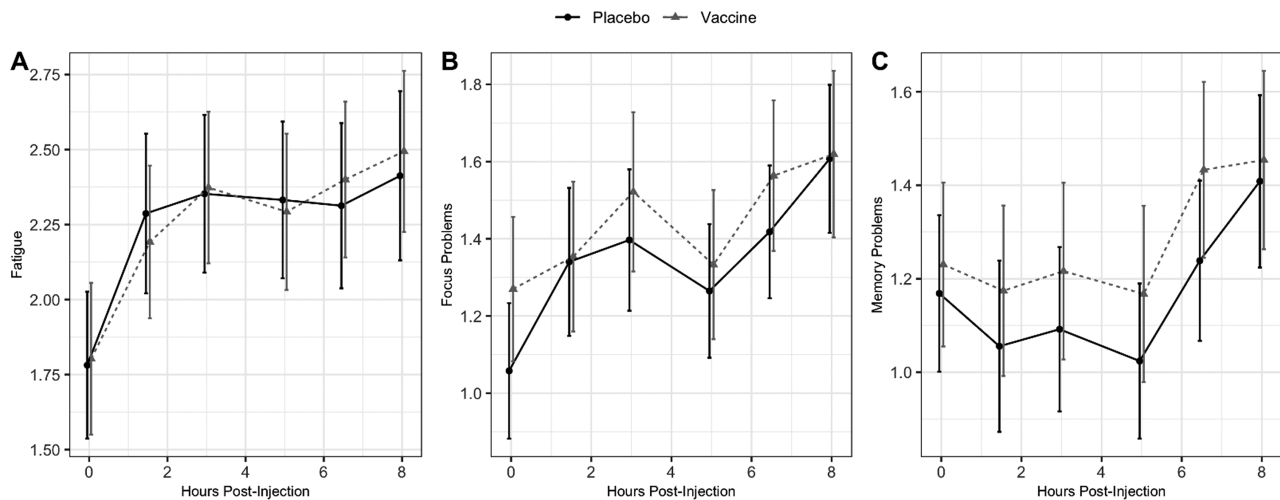 Placebo Vaccine
A
Fatigue
2.75
2.50
2.25
2.00
1.75
1.50
0 2 4 6 8
Hours Post-Injection
B
Focus Problems
1.8
1.6
1.4
1.2
1.0
0 2 4 6 8
Hours Post-Injection
C
Memory Problems
1.6
1.4
1.2
1.0
0 2 4 6 8
Hours Post-Injection